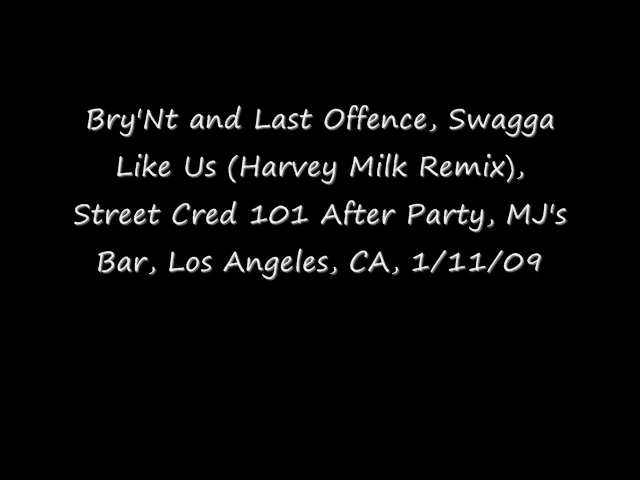 Bry'Nt and Last Offence, Swagga
Like Us (Harvey Milk Remix),
Street Cred 101 After Party, MJ's
Bar, Los Angeles, CA, 1/11/09